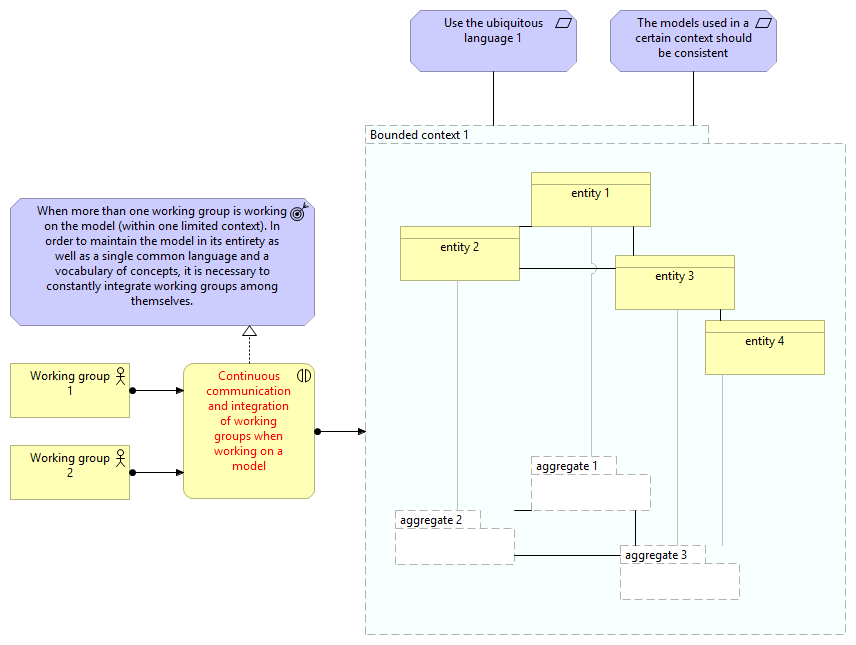 Use the ubiquitous
language 1
The models used in a
certain context should
be consistent
Bounded context 1
entity 1
entity 2
entity 3
entity 4
When more than one working group is working
on the model (within one limited context). In
order to maintain the model in its entirety as
well as a single common language and a
vocabulary of concepts, it is necessary to
constantly integrate working groups among
themselves.
Working group
1
Working group
2
Continuous
communication
and integration
of working
groups when
working on a
model
aggregate 1
aggregate 2
aggregate 3